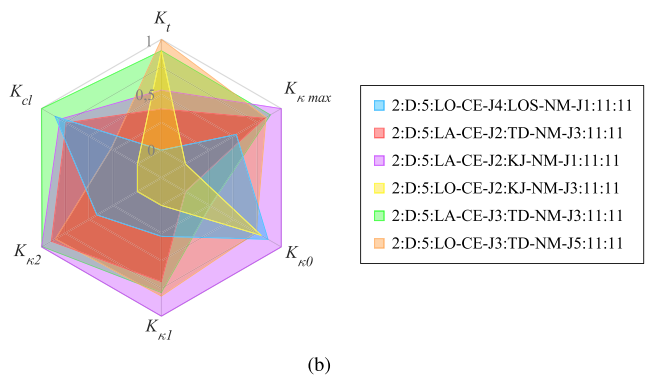 K_t
1
K_κ max
K_cl
0,5
0
K_κ2
K_κ0
K_κ1
2:D:5:LO-CE-J4:LOS-NM-J1:11:11
2:D:5:LA-CE-J2:TD-NM-J3:11:11
2:D:5:LA-CE-J2:KJ-NM-J1:11:11
2:D:5:LO-CE-J2:KJ-NM-J3:11:11
2:D:5:LA-CE-J3:TD-NM-J3:11:11
2:D:5:LO-CE-J3:TD-NM-J5:11:11
(b)